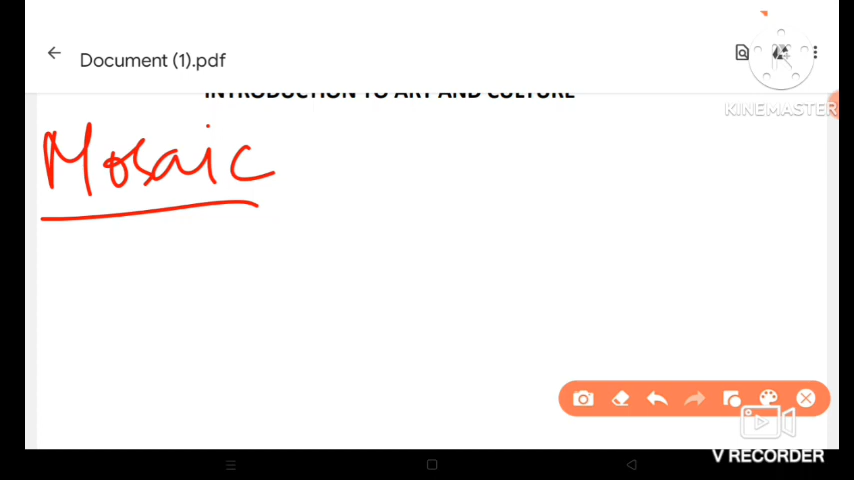 Document (1).pdf
KINEMASTER
INTRODUCTION TO ART AND CULTURE
Mosaic
V RECORDER